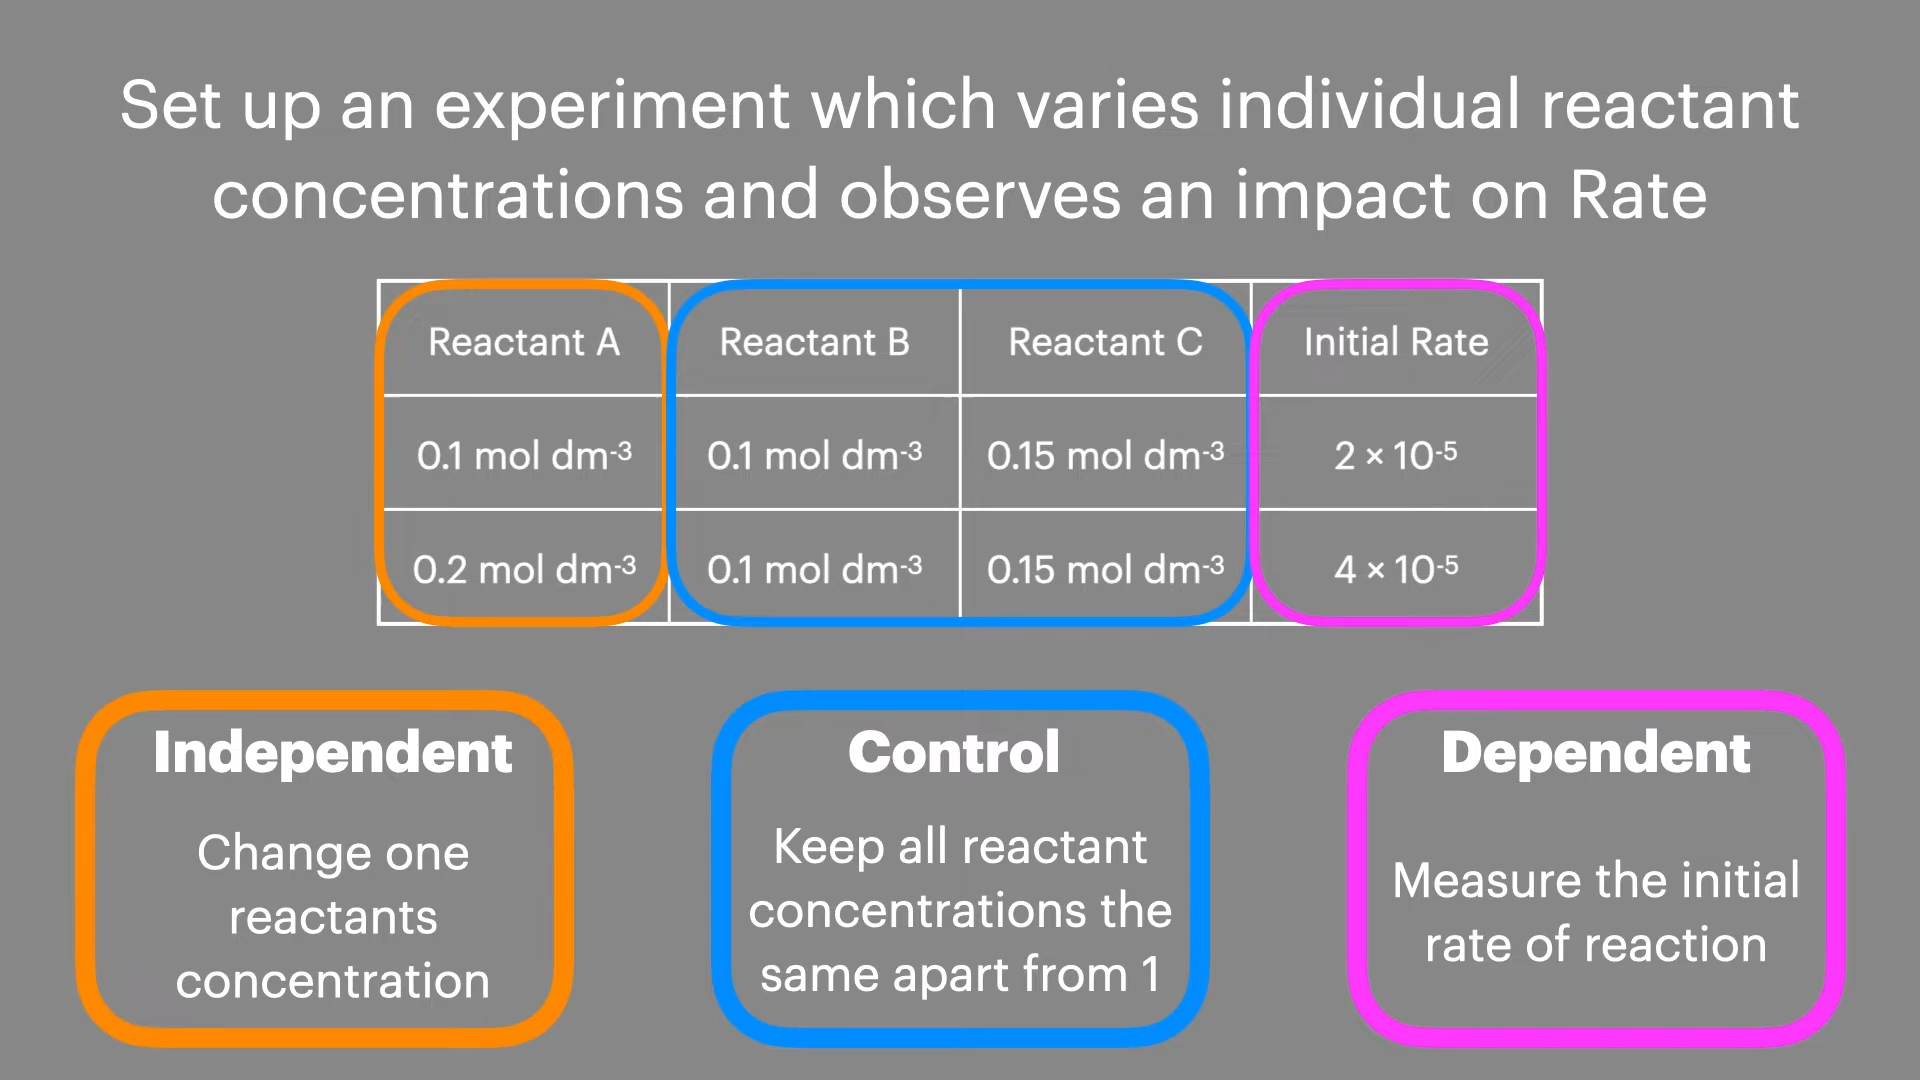 Set up an experiment which varies individual reactant
concentrations and observes an impact on Rate
Reactant A Reactant B Reactant C Initial Rate
0.1 mol dm-3 0.1 mol dm-3 0.15 mol dm-3 2 × 10-5
0.2 mol dm-3 0.1 mol dm-3 0.15 mol dm-3 4 × 10-5
Independent
Change one
reactants
concentration
Control
Keep all reactant
concentrations the
same apart from 1
Dependent
Measure the initial
rate of reaction